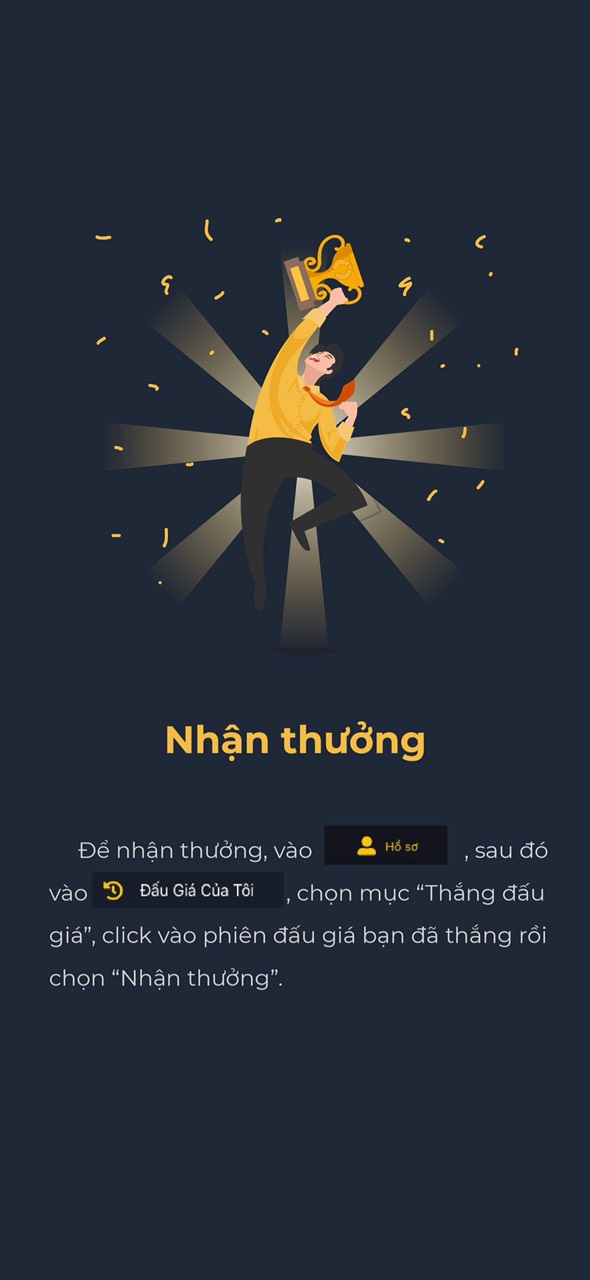 Nhận thưởng
Để nhận thưởng, vào Hồ sơ , sau đó
vào Đấu Giá Của Tôi , chọn mục “Thắng đấu
giá”, click vào phiên đấu giá bạn đã thắng rồi
chọn “Nhận thưởng”.